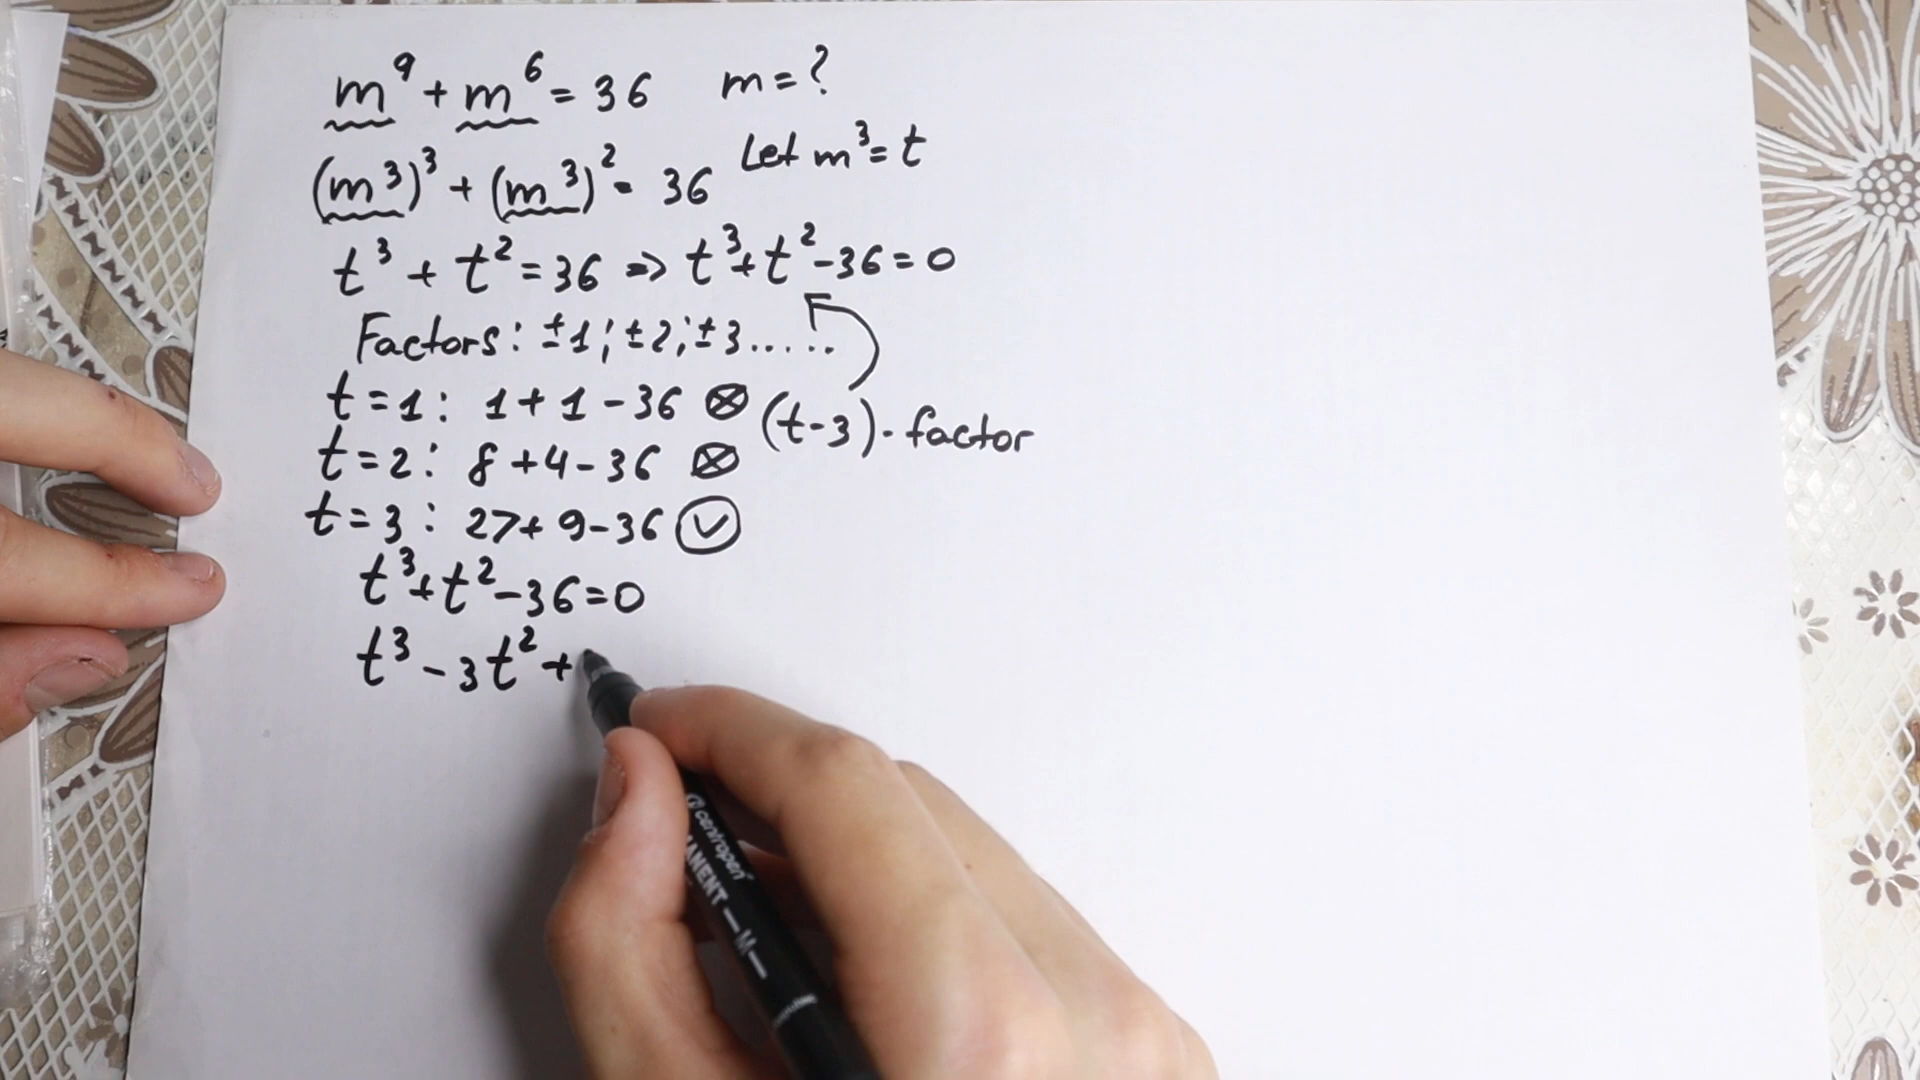 m⁹ + m⁶ = 36 m = ?
(m³)³ + (m³)² = 36 Let m³ = t
t³ + t² = 36 => t³ + t² - 36 = 0
Factors: ±1; ±2; ±3.....
t = 1: 1 + 1 - 36 ⊗
(t-3) - factor
t = 2: 8 + 4 - 36 ⊗
t = 3: 27 + 9 - 36 ✓
t³ + t² - 36 = 0
t³ - 3t² +
centropen
MANENT — M —